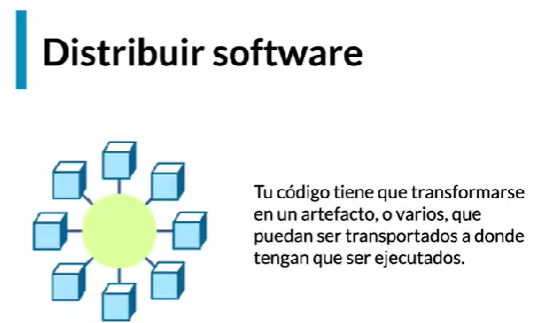 Distribuir software
Tu código tiene que transformarse
en un artefacto, o varios, que
puedan ser transportados a donde
tengan que ser ejecutados.